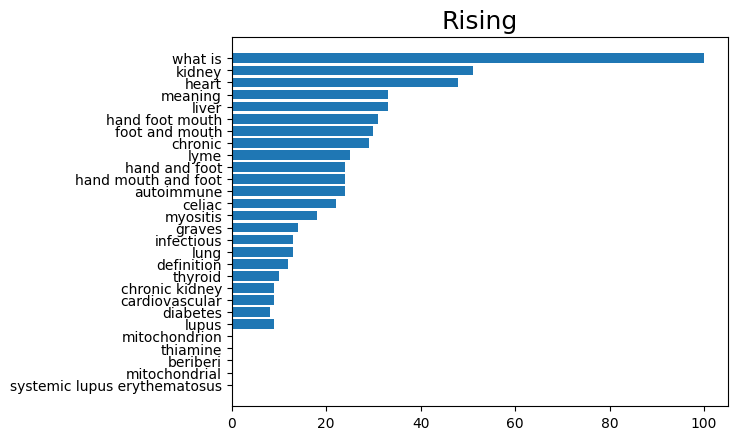 Rising
what is
kidney
heart
meaning
liver
hand foot mouth
foot and mouth
chronic
lyme
hand and foot
hand mouth and foot
autoimmune
celiac
myositis
graves
infectious
lung
definition
thyroid
chronic kidney
cardiovascular
diabetes
lupus
mitochondrion
thiamine
beriberi
mitochondrial
systemic lupus erythematosus
0 20 40 60 80 100